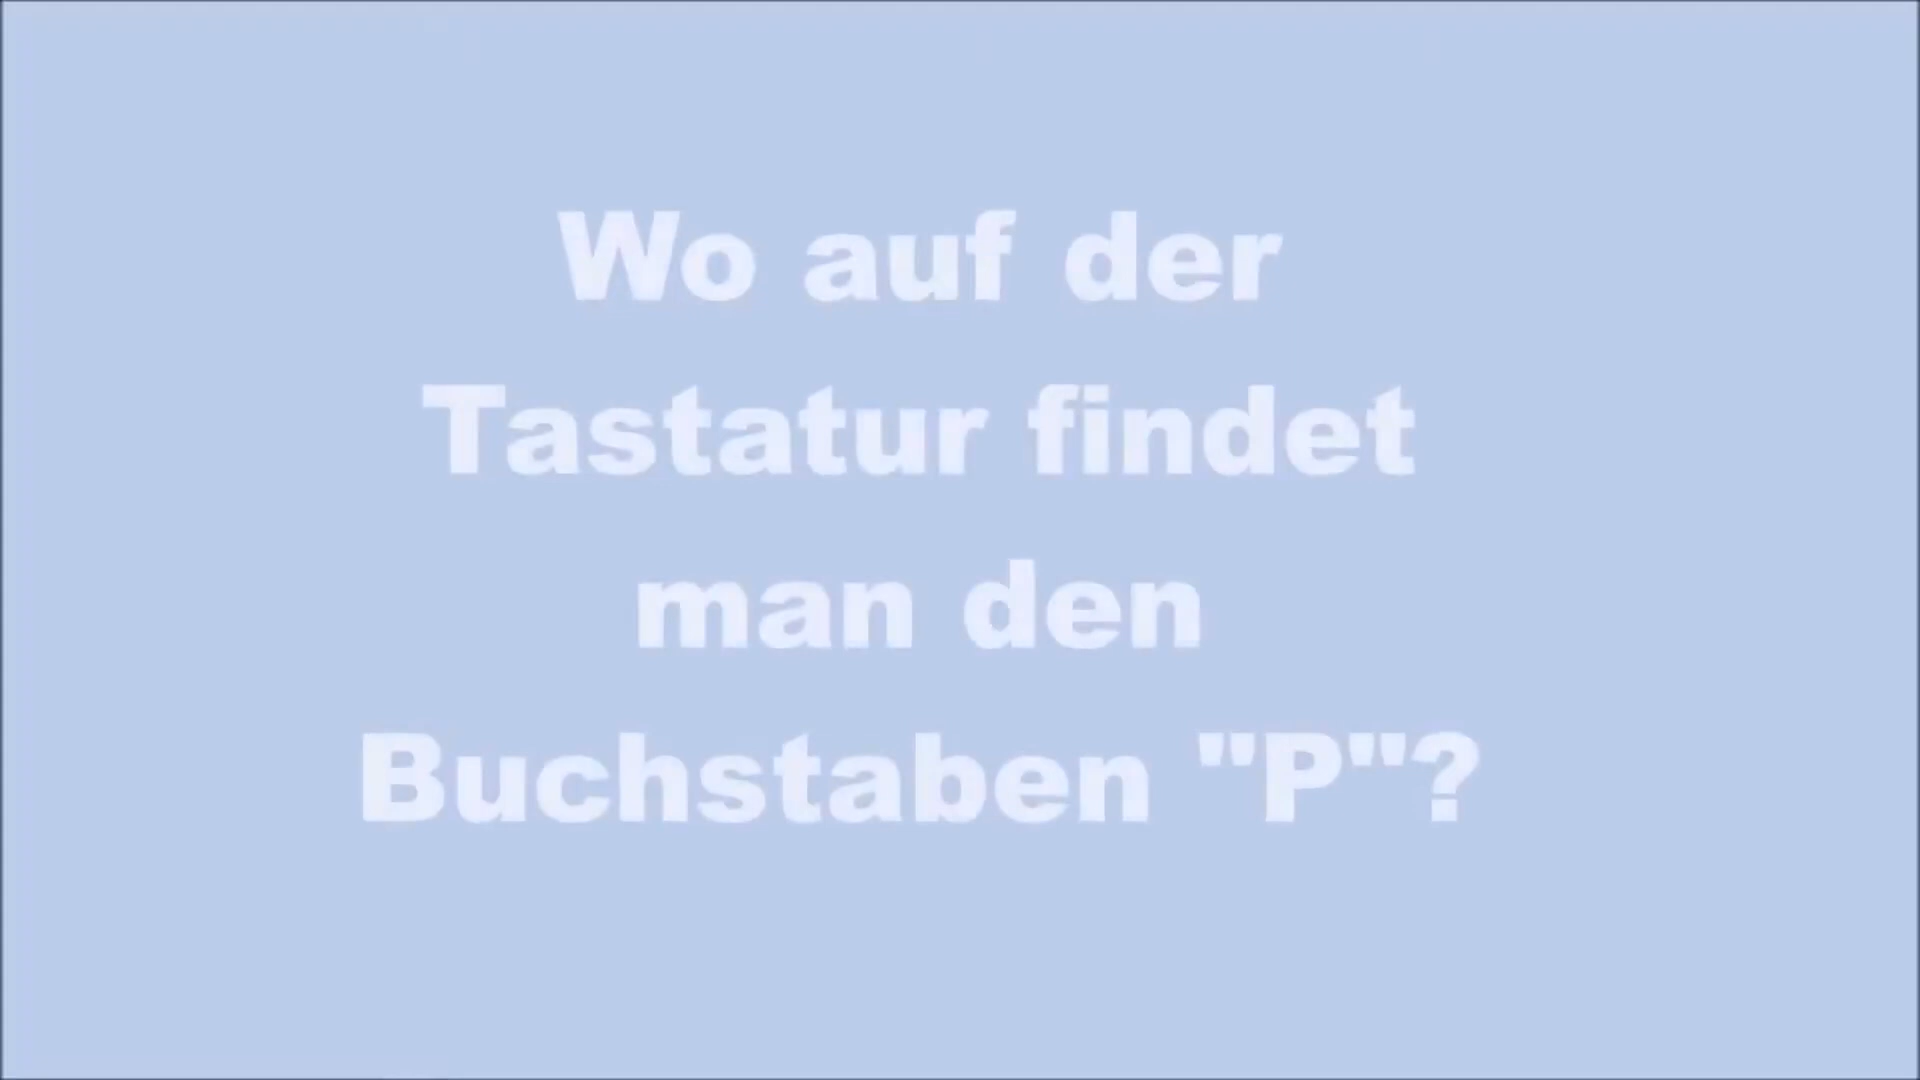 Wo auf der
Tastatur findet
man den
Buchstaben "P"?